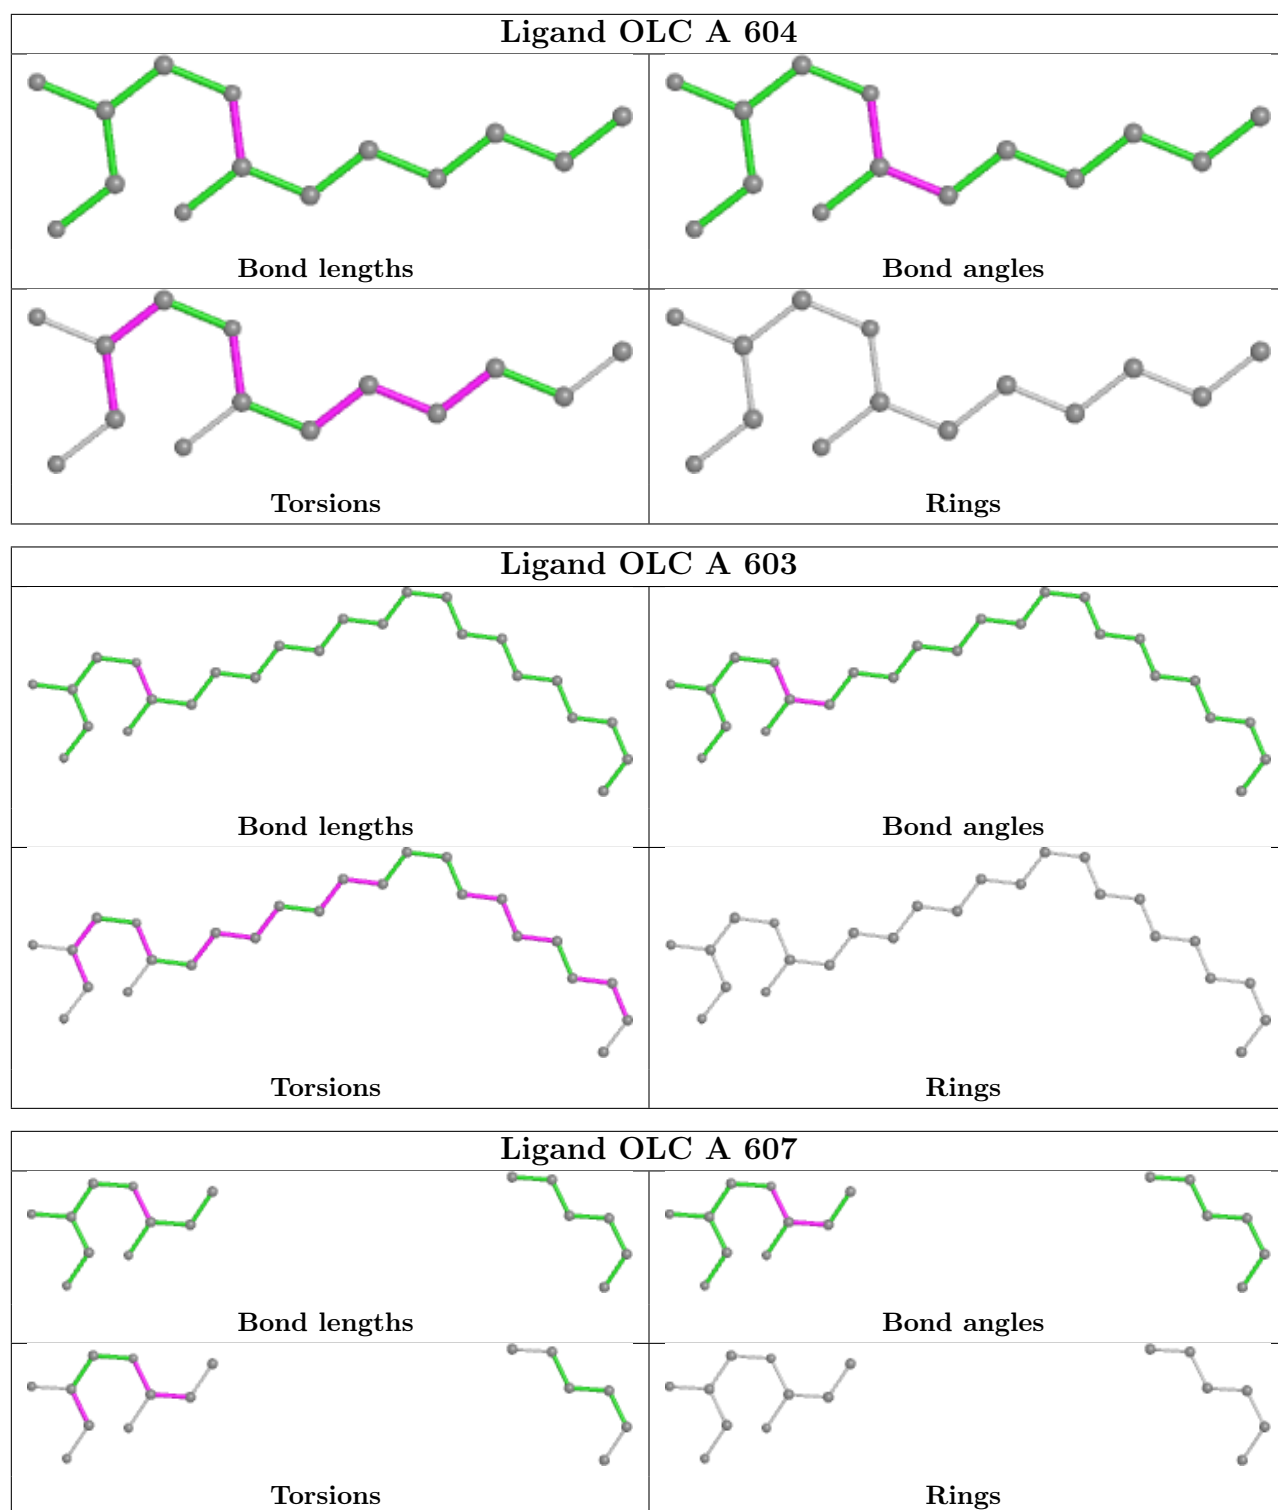 Ligand OLC A 604
Bond lengths
Bond angles
Torsions
Rings
Ligand OLC A 603
Bond lengths
Bond angles
Torsions
Rings
Ligand OLC A 607
Bond lengths
Bond angles
Torsions
Rings